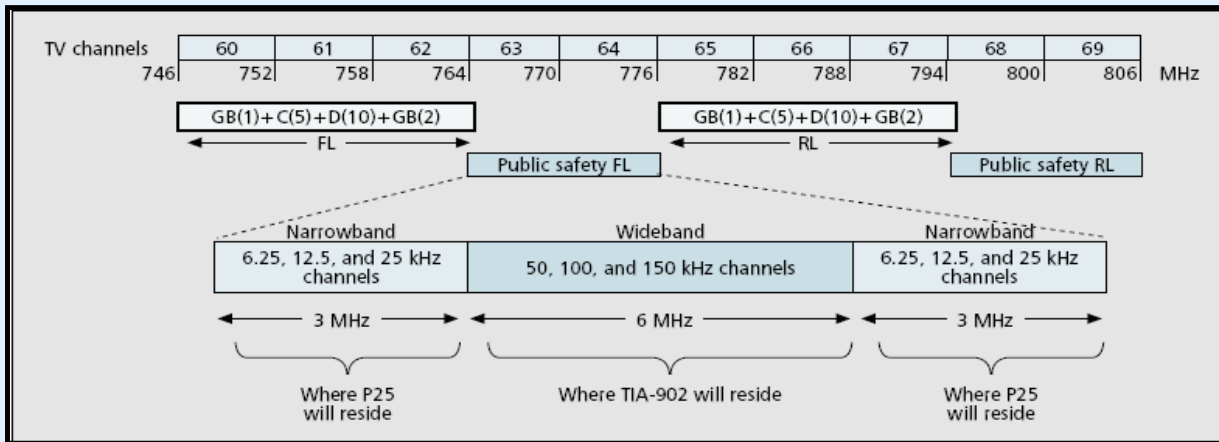 TV channels 60 61 62 63 64 65 66 67 68 69
746 752 758 764 770 776 782 788 794 800 806 MHz
GB(1)+C(5)+D(10)+GB(2) GB(1)+C(5)+D(10)+GB(2)
FL RL
Public safety FL Public safety RL
Narrowband Wideband Narrowband
6.25, 12.5, and 25 kHz
channels
50, 100, and 150 kHz channels
6.25, 12.5, and 25 kHz
channels
3 MHz 6 MHz 3 MHz
Where P25
will reside
Where TIA-902 will reside
Where P25
will reside